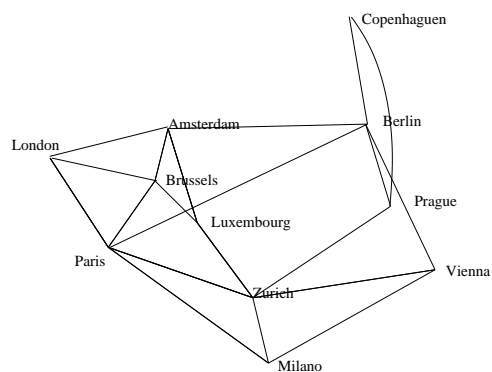 Copenhaguen
Amsterdam
Berlin
London
Brussels
Prague
Luxembourg
Paris
Vienna
Zurich
Milano